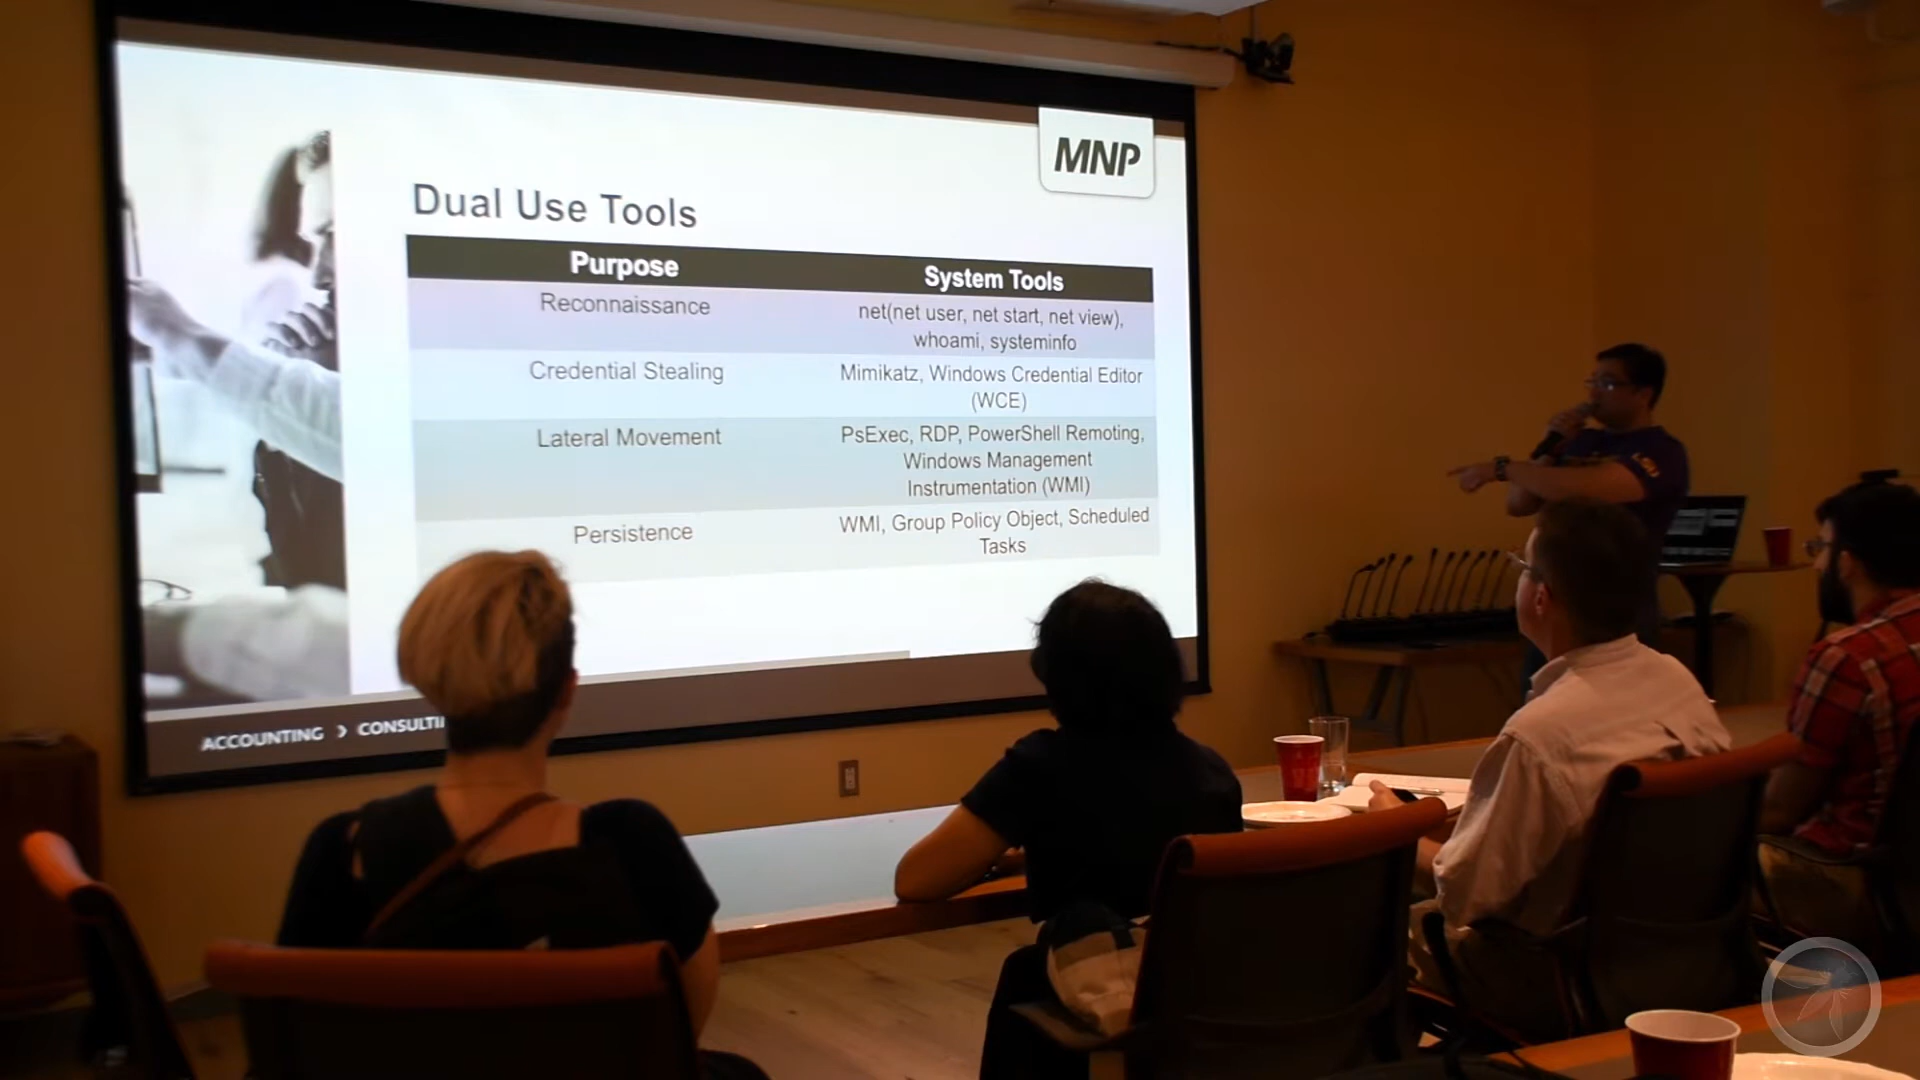 MNP
Dual Use Tools
Purpose
System Tools
Reconnaissance
net(net user, net start, net view),
whoami, systeminfo
Credential Stealing
Mimikatz, Windows Credential Editor
(WCE)
Lateral Movement
PsExec, RDP, PowerShell Remoting,
Windows Management
Instrumentation (WMI)
Persistence
WMI, Group Policy Object, Scheduled
Tasks
ACCOUNTING > CONSULTI